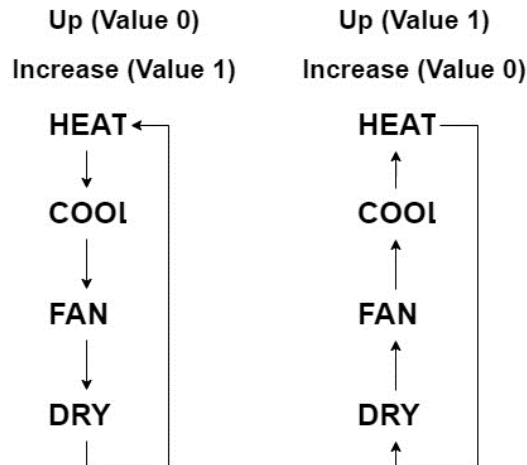 Up (Value 0)
Increase (Value 1)
HEAT
COOL
FAN
DRY
Up (Value 1)
Increase (Value 0)
HEAT
COOL
FAN
DRY